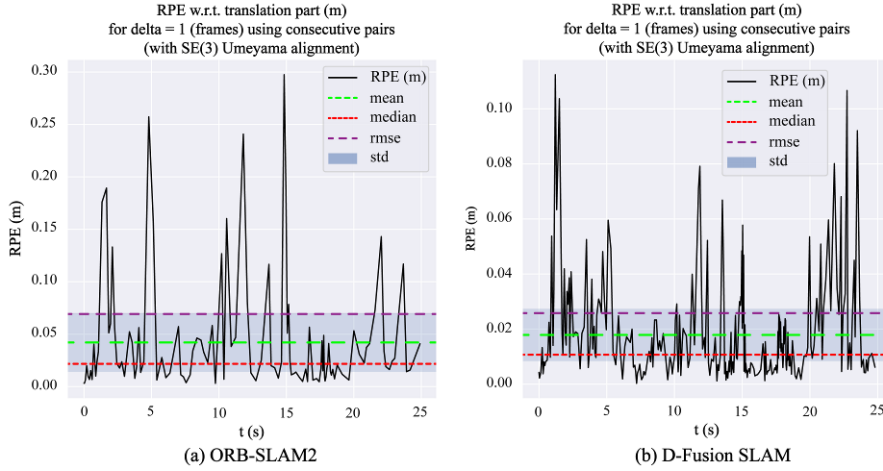 RPE w.r.t. translation part (m)
for delta = 1 (frames) using consecutive pairs
(with SE(3) Umeyama alignment)
0.30
0.25
0.20
0.15
0.10
0.05
0.00
RPE (m)
RPE (m)
mean
median
rmse
std
0 5 10 15 20 25
t (s)
(a) ORB-SLAM2
RPE w.r.t. translation part (m)
for delta = 1 (frames) using consecutive pairs
(with SE(3) Umeyama alignment)
0.10
0.08
0.06
0.04
0.02
0.00
RPE (m)
RPE (m)
mean
median
rmse
std
0 5 10 15 20 25
t (s)
(b) D-Fusion SLAM